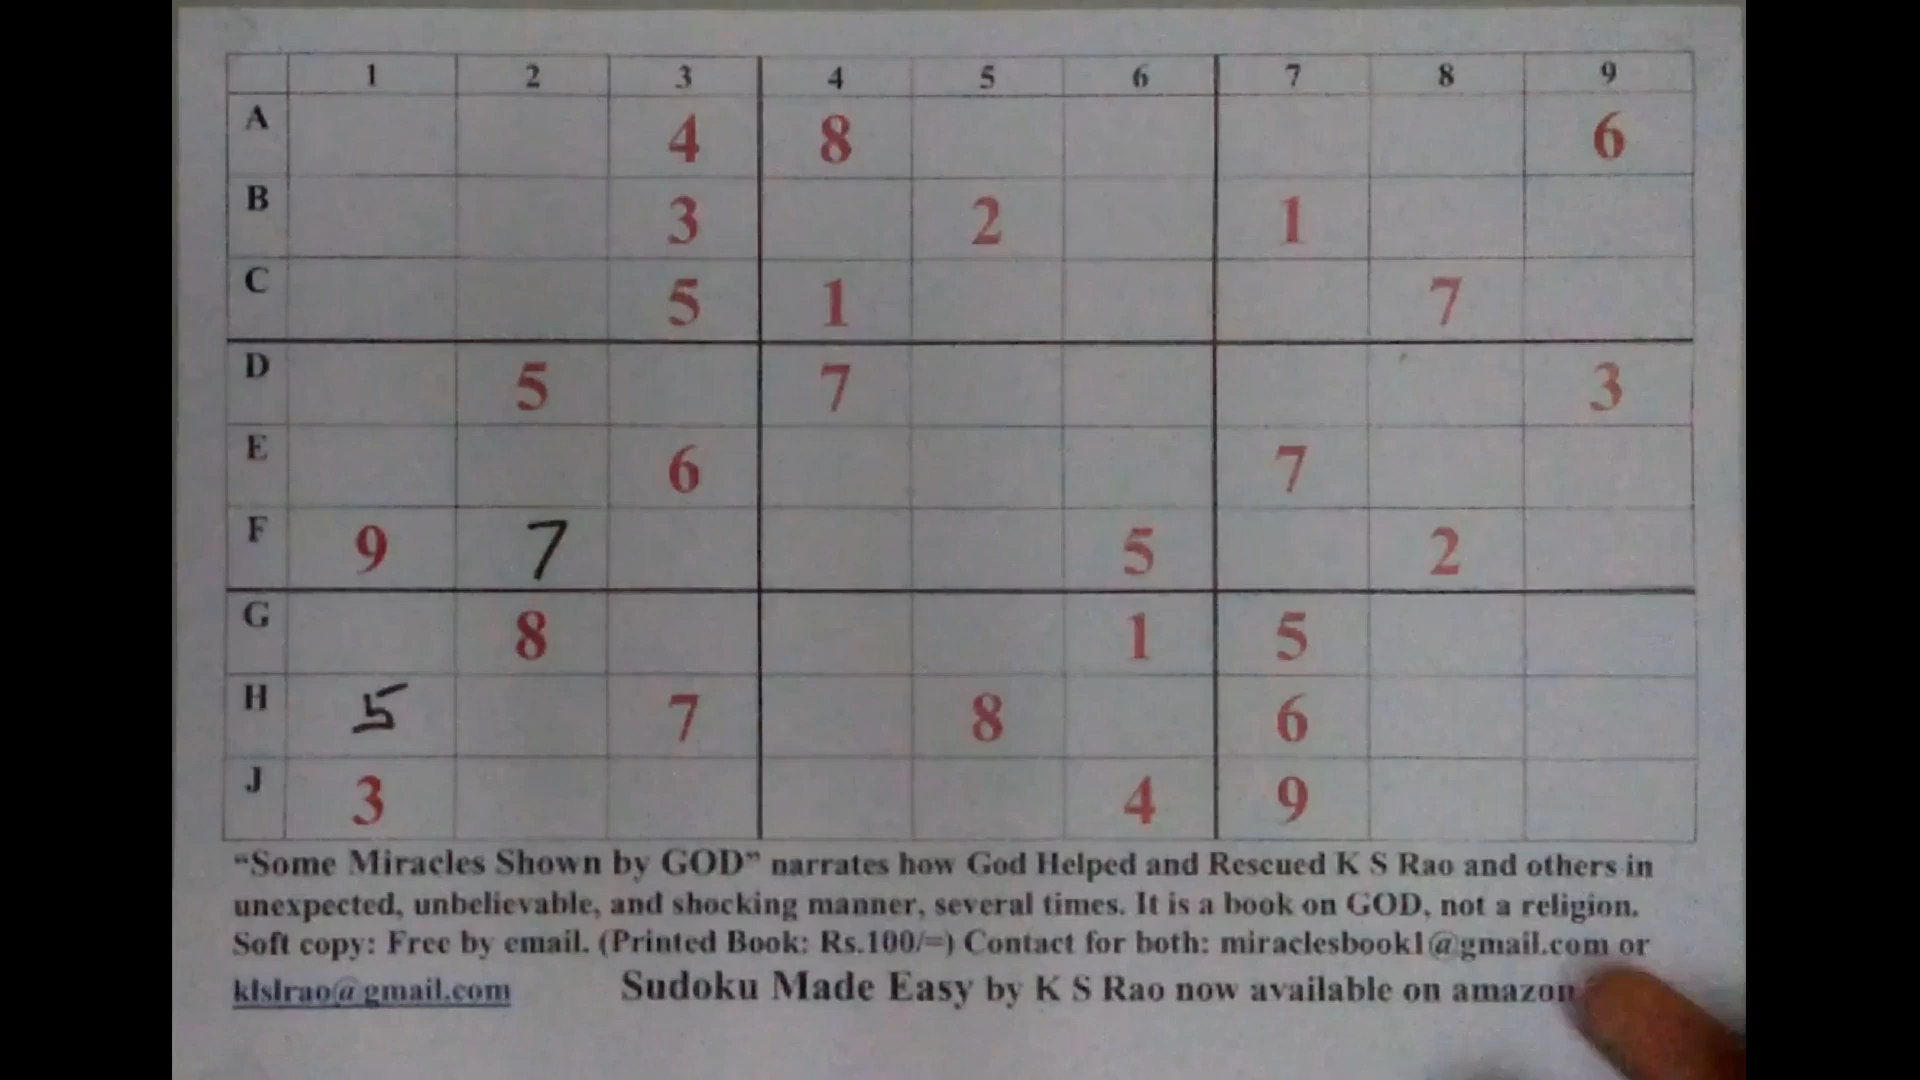 1 2 3 4 5 6 7 8 9
A 4 8 6
B 3 2 1
C 5 1 7
D 5 7 3
E 6 7
F 9 7 5 2
G 8 1 5
H 5 7 8 6
J 3 4 9
“Some Miracles Shown by GOD” narrates how God Helped and Rescued K S Rao and others in
unexpected, unbelievable, and shocking manner, several times. It is a book on GOD, not a religion.
Soft copy: Free by email. (Printed Book: Rs.100/=) Contact for both: miraclesbook1@gmail.com or
klslrao@gmail.com Sudoku Made Easy by K S Rao now available on amazon